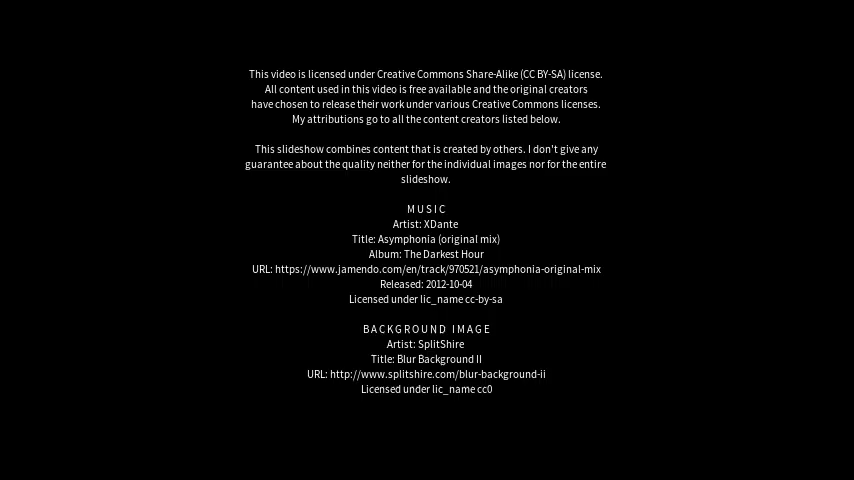 This video is licensed under Creative Commons Share-Alike (CC BY-SA) license.
All content used in this video is free available and the original creators
have chosen to release their work under various Creative Commons licenses.
My attributions go to all the content creators listed below.
This slideshow combines content that is created by others. I don't give any
guarantee about the quality neither for the individual images nor for the entire
slideshow.
MUSIC
Artist: XDante
Title: Asymphonia (original mix)
Album: The Darkest Hour
URL: https://www.jamendo.com/en/track/970521/asymphonia-original-mix
Released: 2012-10-04
Licensed under lic_name cc-by-sa
BACKGROUND IMAGE
Artist: SplitShire
Title: Blur Background II
URL: http://www.splitshire.com/blur-background-ii
Licensed under lic_name cc0